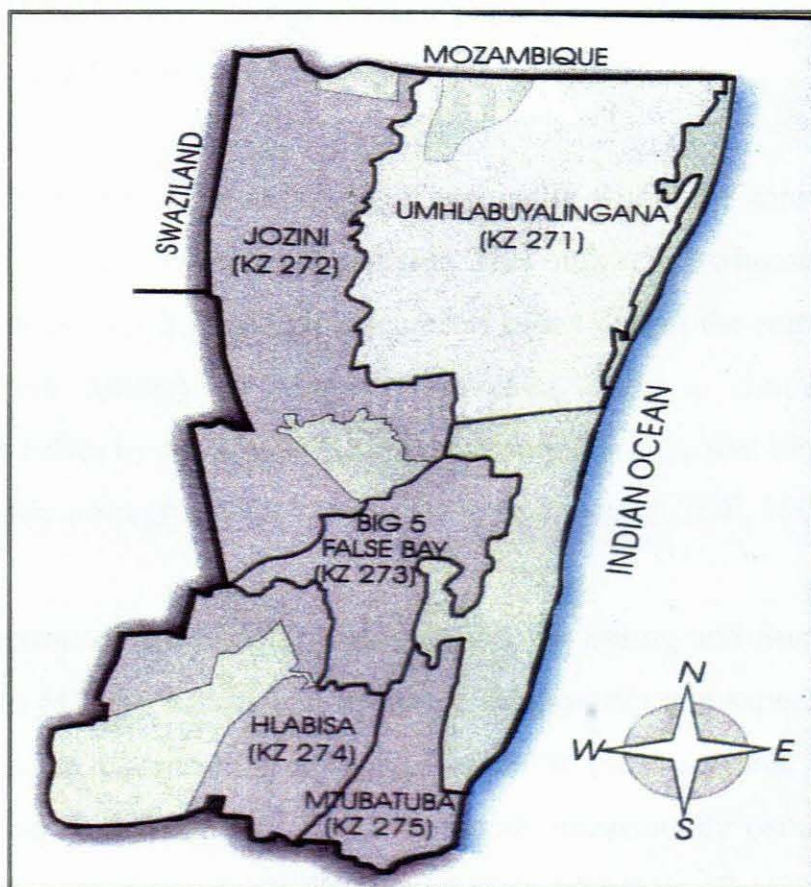 MOZAMBIQUE
SWAZILAND
UMHLABUYALINGANA
(KZ 271)
JOZINI
(KZ 272)
INDIAN OCEAN
BIG 5
FALSE BAY
(KZ 273)
HLABISA
(KZ 274)
MTUBATUBA
(KZ 275)
N
W
E
S